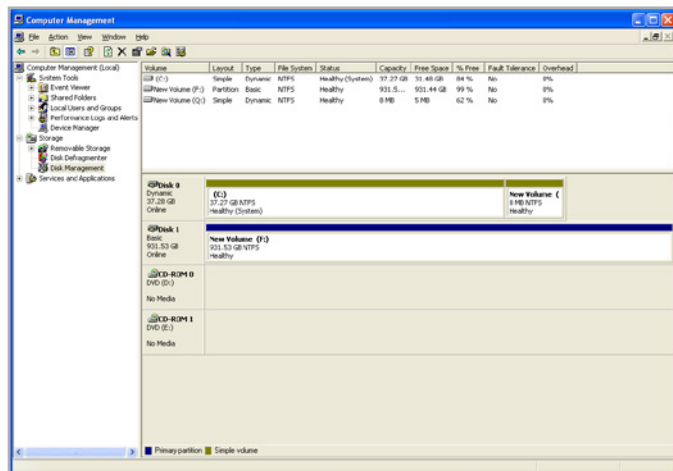 Computer Management
File Action View Window Help
Computer Management (Local)
System Tools
Event Viewer
Shared Folders
Local Users and Groups
Performance Logs and Alerts
Device Manager
Storage
Removable Storage
Disk Defragmenter
Disk Management
Services and Applications
Volume Layout Type File System Status Capacity Free Space % Free Fault Tolerance Overhead
(C:) Simple Dynamic NTFS Healthy (System) 37.27 GB 31.48 GB 84 % No 0%
New Volume (F:) Partition Basic NTFS Healthy 931.5... 931.44 GB 99 % No 0%
New Volume (Q:) Simple Dynamic NTFS Healthy 8 MB 5 MB 62 % No 0%
Disk 0
Dynamic
37.28 GB
Online
(C:)
37.27 GB NTFS
Healthy (System)
New Volume (
8 MB NTFS
Healthy
Disk 1
Basic
931.53 GB
Online
New Volume (F:)
931.53 GB NTFS
Healthy
CD-ROM 0
DVD (D:)
No Media
CD-ROM 1
DVD (E:)
No Media
Primary partition Simple volume